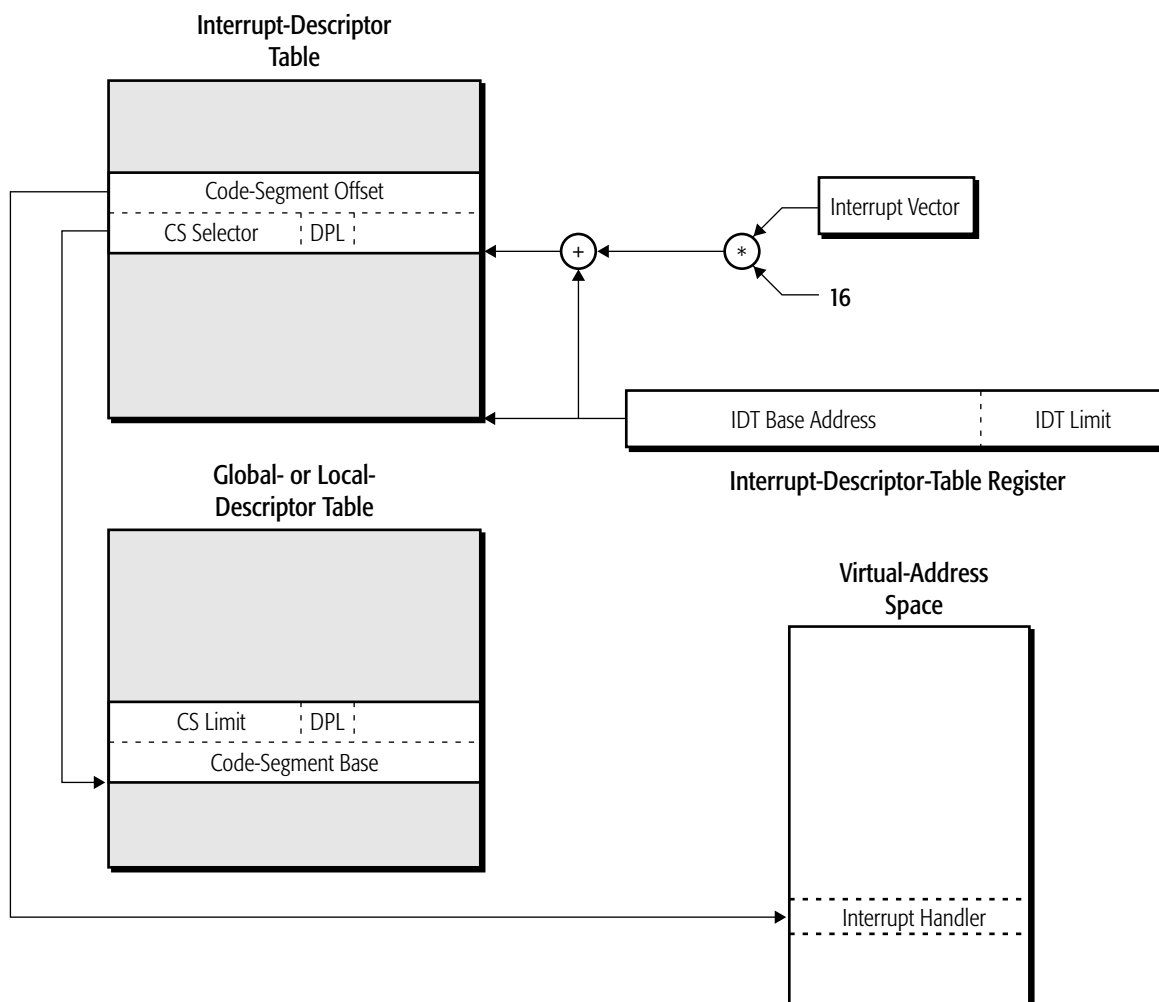 Interrupt-Descriptor
Table
Code-Segment Offset
CS Selector
DPL
Interrupt Vector
+
*
16
IDT Base Address
IDT Limit
Interrupt-Descriptor-Table Register
Global- or Local-
Descriptor Table
CS Limit
DPL
Code-Segment Base
Virtual-Address
Space
Interrupt Handler